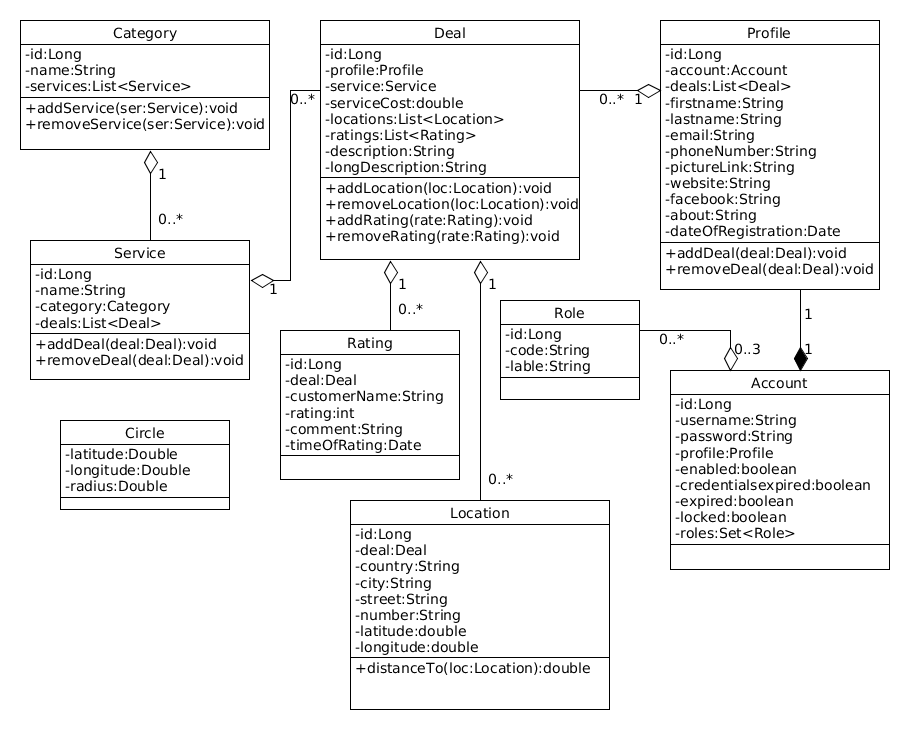 Category
-id:Long
-name:String
-services:List<Service>
+addService(ser:Service):void
+removeService(ser:Service):void
1
0..*
Deal
-id:Long
-profile:Profile
-service:Service
-serviceCost:double
-locations:List<Location>
-ratings:List<Rating>
-description:String
-longDescription:String
+addLocation(loc:Location):void
+removeLocation(loc:Location):void
+addRating(rate:Rating):void
+removeRating(rate:Rating):void
0..*
0..* 1
Profile
-id:Long
-account:Account
-deals:List<Deal>
-firstname:String
-lastname:String
-email:String
-phoneNumber:String
-pictureLink:String
-website:String
-facebook:String
-about:String
-dateOfRegistration:Date
+addDeal(deal:Deal):void
+removeDeal(deal:Deal):void
Service
-id:Long
-name:String
-category:Category
-deals:List<Deal>
+addDeal(deal:Deal):void
+removeDeal(deal:Deal):void
1
1
0..*
1
0..*
Rating
-id:Long
-deal:Deal
-customerName:String
-rating:int
-comment:String
-timeOfRating:Date
Role
-id:Long
-code:String
-lable:String
0..*
0..3
1
1
Account
-id:Long
-username:String
-password:String
-profile:Profile
-enabled:boolean
-credentialsexpired:boolean
-expired:boolean
-locked:boolean
-roles:Set<Role>
Circle
-latitude:Double
-longitude:Double
-radius:Double
Location
-id:Long
-deal:Deal
-country:String
-city:String
-street:String
-number:String
-latitude:double
-longitude:double
+distanceTo(loc:Location):double